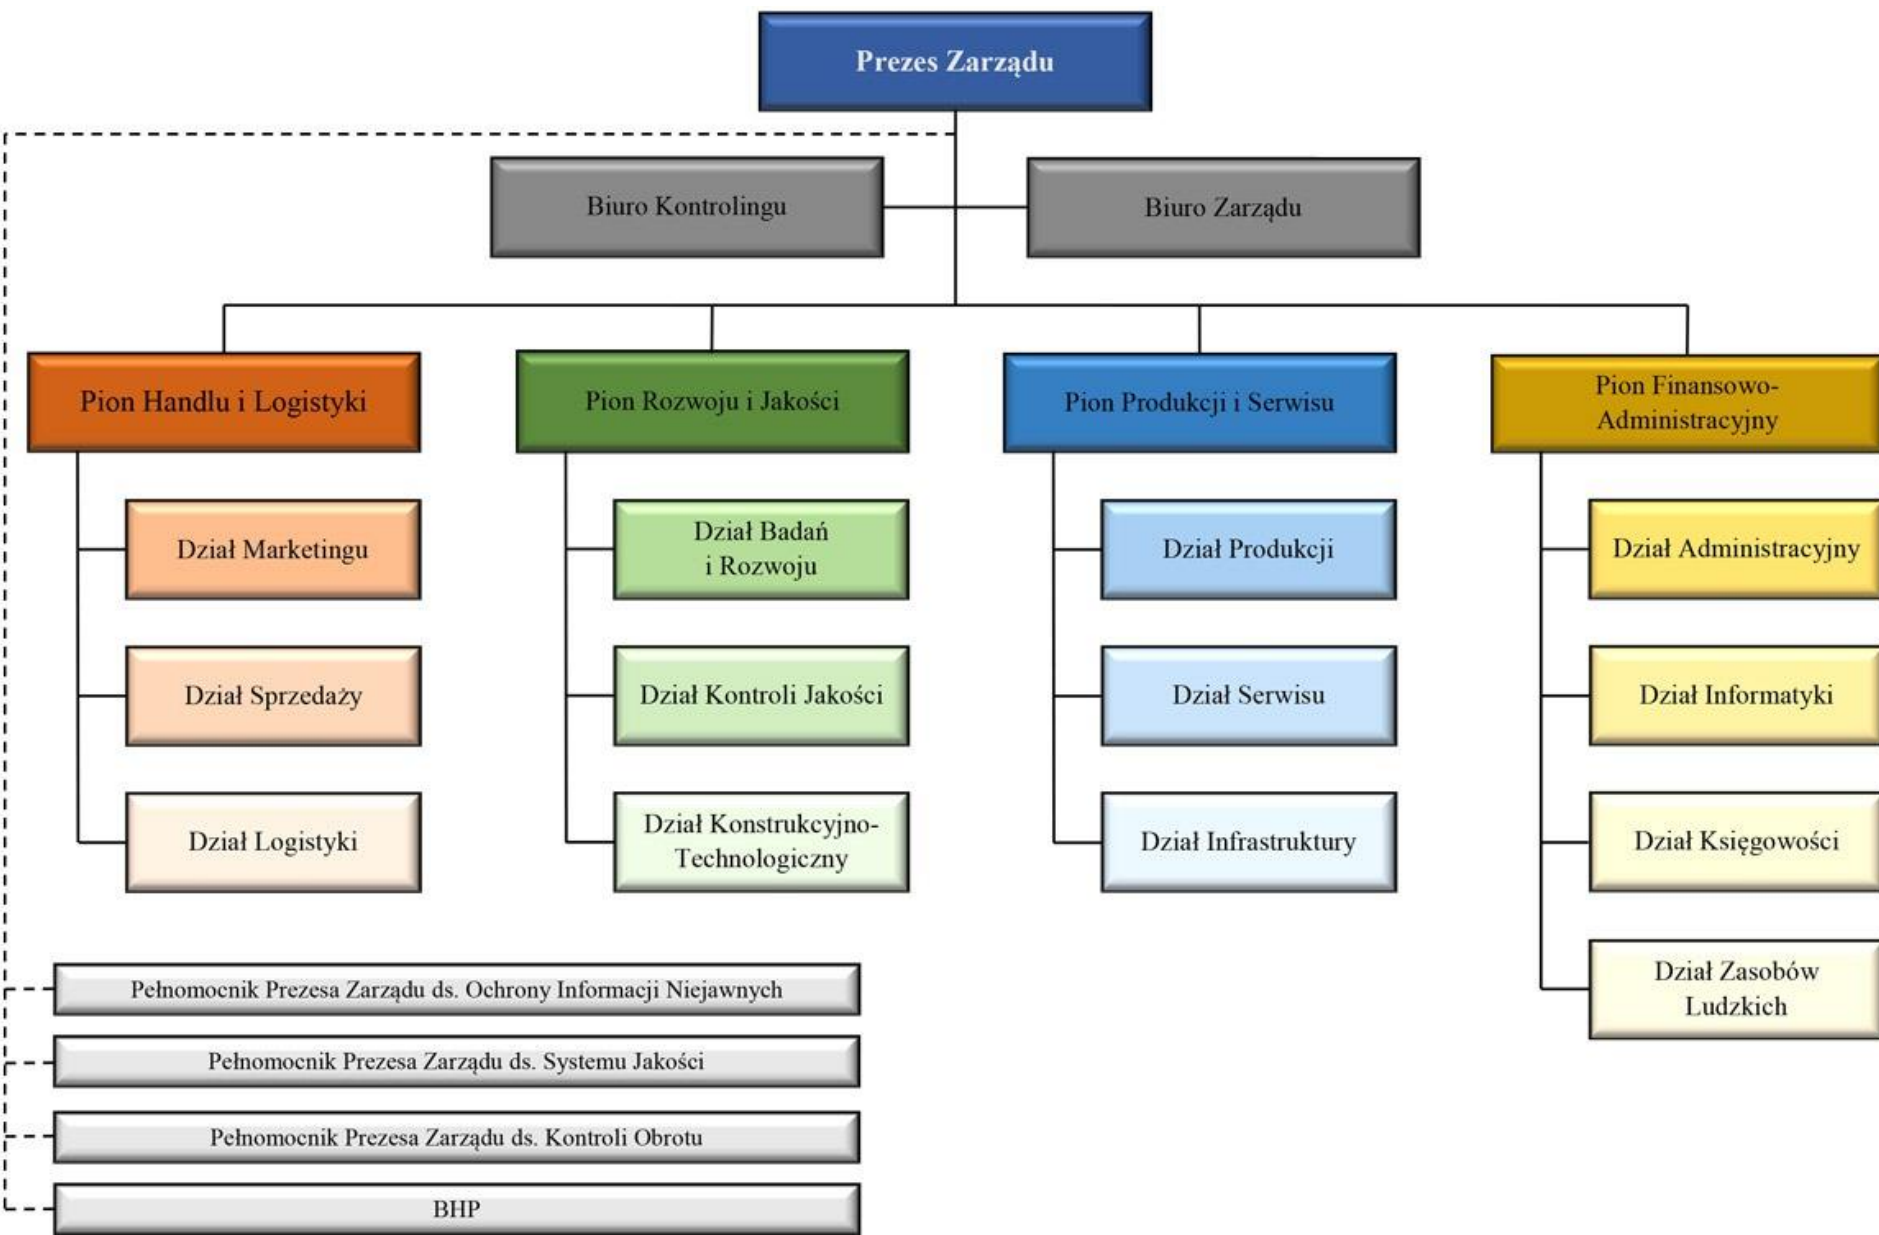 Prezes Zarządu
Biuro Kontrolingu
Biuro Zarządu
Pion Handlu i Logistyki
Pion Rozwoju i Jakości
Pion Produkcji i Serwisu
Pion Finansowo-
Administracyjny
Dział Marketingu
Dział Badań
i Rozwoju
Dział Produkcji
Dział Administracyjny
Dział Sprzedaży
Dział Kontroli Jakości
Dział Serwisu
Dział Informatyki
Dział Logistyki
Dział Konstrukcyjno-
Technologiczny
Dział Infrastruktury
Dział Księgowości
Dział Zasobów
Ludzkich
Pełnomocnik Prezesa Zarządu ds. Ochrony Informacji Niejawnych
Pełnomocnik Prezesa Zarządu ds. Systemu Jakości
Pełnomocnik Prezesa Zarządu ds. Kontroli Obrotu
BHP